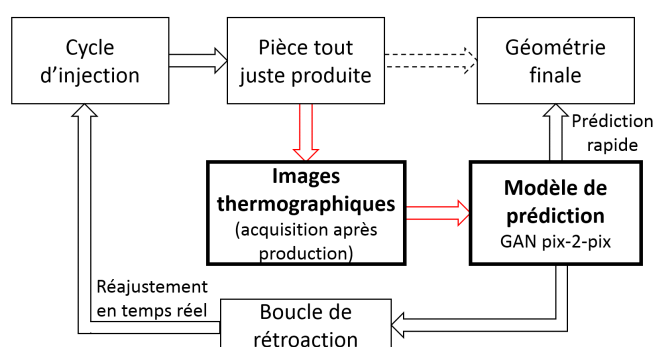 Cycle
d’injection
Pièce tout
juste produite
Géométrie
finale
Prédiction
rapide
Images
thermographiques
(acquisition après
production)
Modèle de
prédiction
GAN pix-2-pix
Réajustement
en temps réel
Boucle de
rétroaction